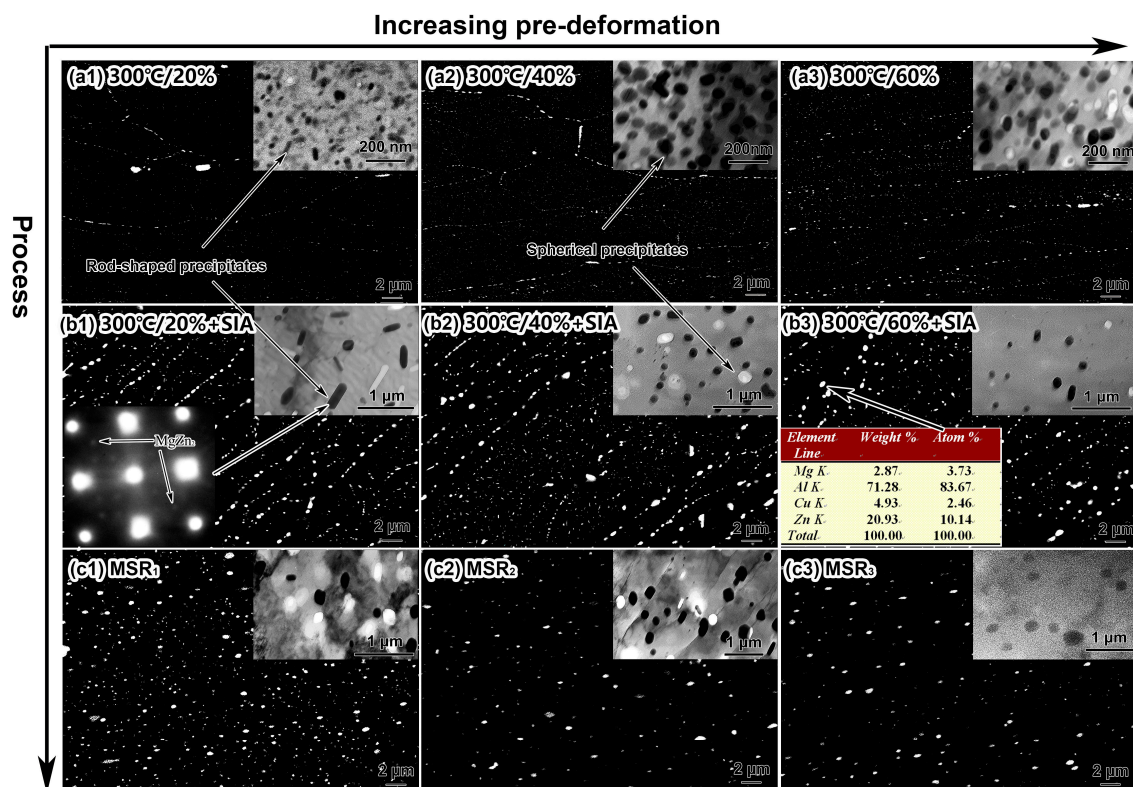 Increasing pre-deformation
Process
(a1) 300℃/20%
200 nm
Rod-shaped precipitates
2 μm
(a2) 300℃/40%
200nm
Spherical precipitates
2 μm
(a3) 300℃/60%
200 nm
2 μm
(b1) 300℃/20%+SIA
1 μm
MgZn₂
2 μm
(b2) 300℃/40%+SIA
1 μm
2 μm
(b3) 300℃/60%+SIA
1 μm
Element Line Weight % Atom %
Mg K 2.87 3.73
Al K 71.28 83.67
Cu K 4.93 2.46
Zn K 20.93 10.14
Total 100.00 100.00
2 μm
(c1) MSR₁
1 μm
2 μm
(c2) MSR₂
1 μm
2 μm
(c3) MSR₃
1 μm
2 μm